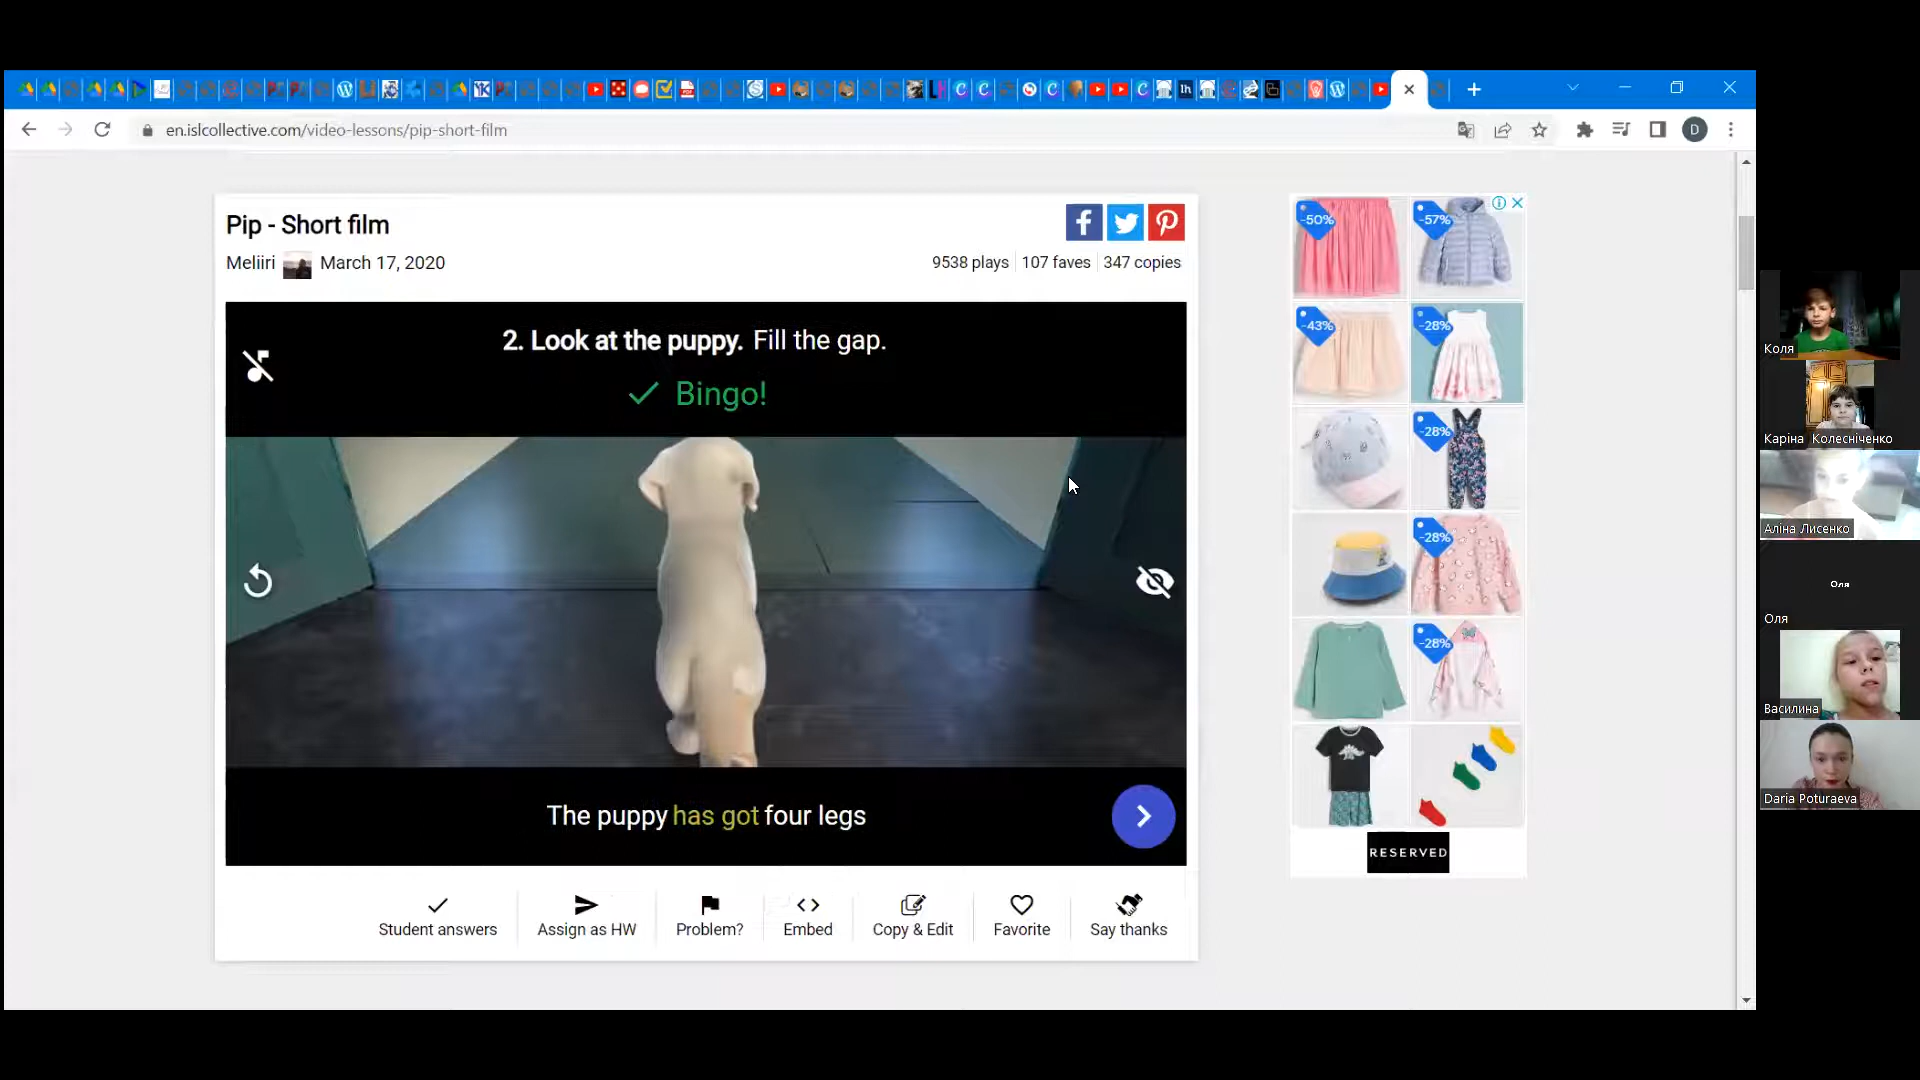 en.islcollective.com/video-lessons/pip-short-film
D
Pip - Short film
Meliiri March 17, 2020
9538 plays 107 faves 347 copies
2. Look at the puppy. Fill the gap.
Bingo!
The puppy has got four legs
Student answers
Assign as HW
Problem?
Embed
Copy & Edit
Favorite
Say thanks
-50%
-57%
-43%
-28%
-28%
-28%
-28%
RESERVED
Коля
Каріна Колесніченко
Аліна Лисенко
Оля
Оля
Василина
Daria Poturaeva